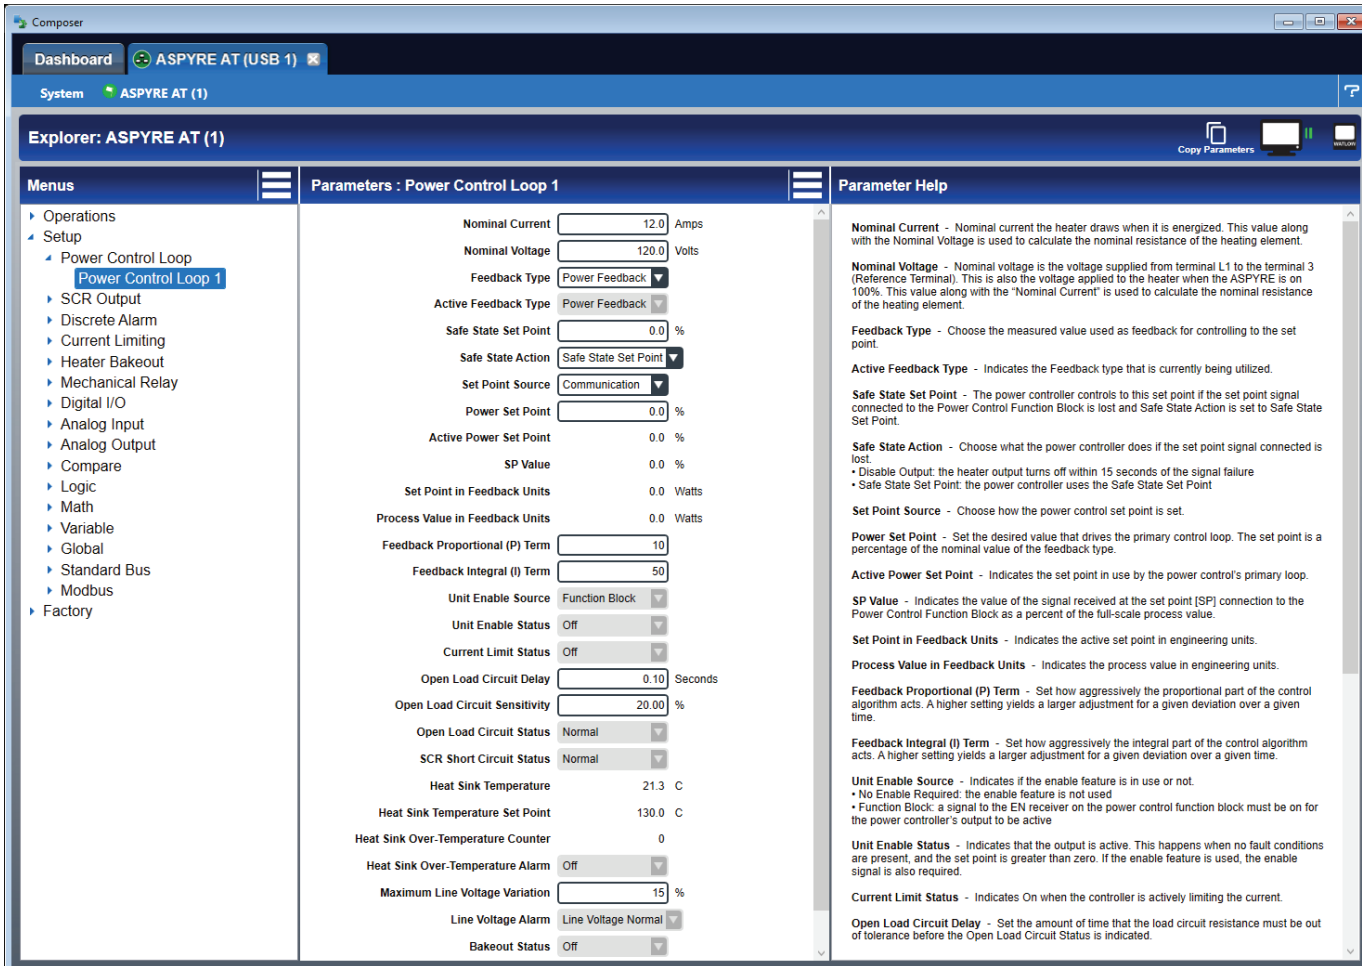 Composer
Dashboard
ASPYRE AT (USB 1)
System
ASPYRE AT (1)
?
Explorer: ASPYRE AT (1)
Copy Parameters
WATLOW
Menus
Operations
Setup
Power Control Loop
Power Control Loop 1
SCR Output
Discrete Alarm
Current Limiting
Heater Bakeout
Mechanical Relay
Digital I/O
Analog Input
Analog Output
Compare
Logic
Math
Variable
Global
Standard Bus
Modbus
Factory
Parameters : Power Control Loop 1
Nominal Current 12.0 Amps
Nominal Voltage 120.0 Volts
Feedback Type Power Feedback
Active Feedback Type Power Feedback
Safe State Set Point 0.0 %
Safe State Action Safe State Set Point
Set Point Source Communication
Power Set Point 0.0 %
Active Power Set Point 0.0 %
SP Value 0.0 %
Set Point in Feedback Units 0.0 Watts
Process Value in Feedback Units 0.0 Watts
Feedback Proportional (P) Term 10
Feedback Integral (I) Term 50
Unit Enable Source Function Block
Unit Enable Status Off
Current Limit Status Off
Open Load Circuit Delay 0.10 Seconds
Open Load Circuit Sensitivity 20.00 %
Open Load Circuit Status Normal
SCR Short Circuit Status Normal
Heat Sink Temperature 21.3 C
Heat Sink Temperature Set Point 130.0 C
Heat Sink Over-Temperature Counter 0
Heat Sink Over-Temperature Alarm Off
Maximum Line Voltage Variation 15 %
Line Voltage Alarm Line Voltage Normal
Bakeout Status Off
Parameter Help
Nominal Current - Nominal current the heater draws when it is energized. This value along
with the Nominal Voltage is used to calculate the nominal resistance of the heating element.
Nominal Voltage - Nominal voltage is the voltage supplied from terminal L1 to the terminal 3
(Reference Terminal). This is also the voltage applied to the heater when the ASPYRE is on
100%. This value along with the “Nominal Current” is used to calculate the nominal resistance
of the heating element.
Feedback Type - Choose the measured value used as feedback for controlling to the set
point.
Active Feedback Type - Indicates the Feedback type that is currently being utilized.
Safe State Set Point - The power controller controls to this set point if the set point signal
connected to the Power Control Function Block is lost and Safe State Action is set to Safe State
Set Point.
Safe State Action - Choose what the power controller does if the set point signal connected is
lost.
• Disable Output: the heater output turns off within 15 seconds of the signal failure
• Safe State Set Point: the power controller uses the Safe State Set Point
Set Point Source - Choose how the power control set point is set.
Power Set Point - Set the desired value that drives the primary control loop. The set point is a
percentage of the nominal value of the feedback type.
Active Power Set Point - Indicates the set point in use by the power control's primary loop.
SP Value - Indicates the value of the signal received at the set point [SP] connection to the
Power Control Function Block as a percent of the full-scale process value.
Set Point in Feedback Units - Indicates the active set point in engineering units.
Process Value in Feedback Units - Indicates the process value in engineering units.
Feedback Proportional (P) Term - Set how aggressively the proportional part of the control
algorithm acts. A higher setting yields a larger adjustment for a given deviation over a given
time.
Feedback Integral (I) Term - Set how aggressively the integral part of the control algorithm
acts. A higher setting yields a larger adjustment for a given deviation over a given time.
Unit Enable Source - Indicates if the enable feature is in use or not.
• No Enable Required: the enable feature is not used
• Function Block: a signal to the EN receiver on the power control function block must be on for
the power controller's output to be active
Unit Enable Status - Indicates that the output is active. This happens when no fault conditions
are present, and the set point is greater than zero. If the enable feature is used, the enable
signal is also required.
Current Limit Status - Indicates On when the controller is actively limiting the current.
Open Load Circuit Delay - Set the amount of time that the load circuit resistance must be out
of tolerance before the Open Load Circuit Status is indicated.